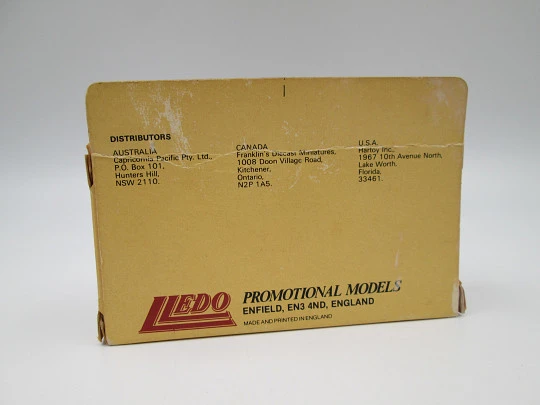 DISTRIBUTORS
AUSTRALIA
Capricornia Pacific Pty. Ltd.,
P.O. Box 101,
Hunters Hill,
NSW 2110.
CANADA
Franklin's Diecast Miniatures,
1008 Doon Village Road,
Kitchener,
Ontario,
N2P 1A5.
U.S.A.
Hartoy Inc.,
1967 10th Avenue North,
Lake Worth,
Florida,
33461.
LLEDO
PROMOTIONAL MODELS
ENFIELD, EN3 4ND, ENGLAND
MADE AND PRINTED IN ENGLAND